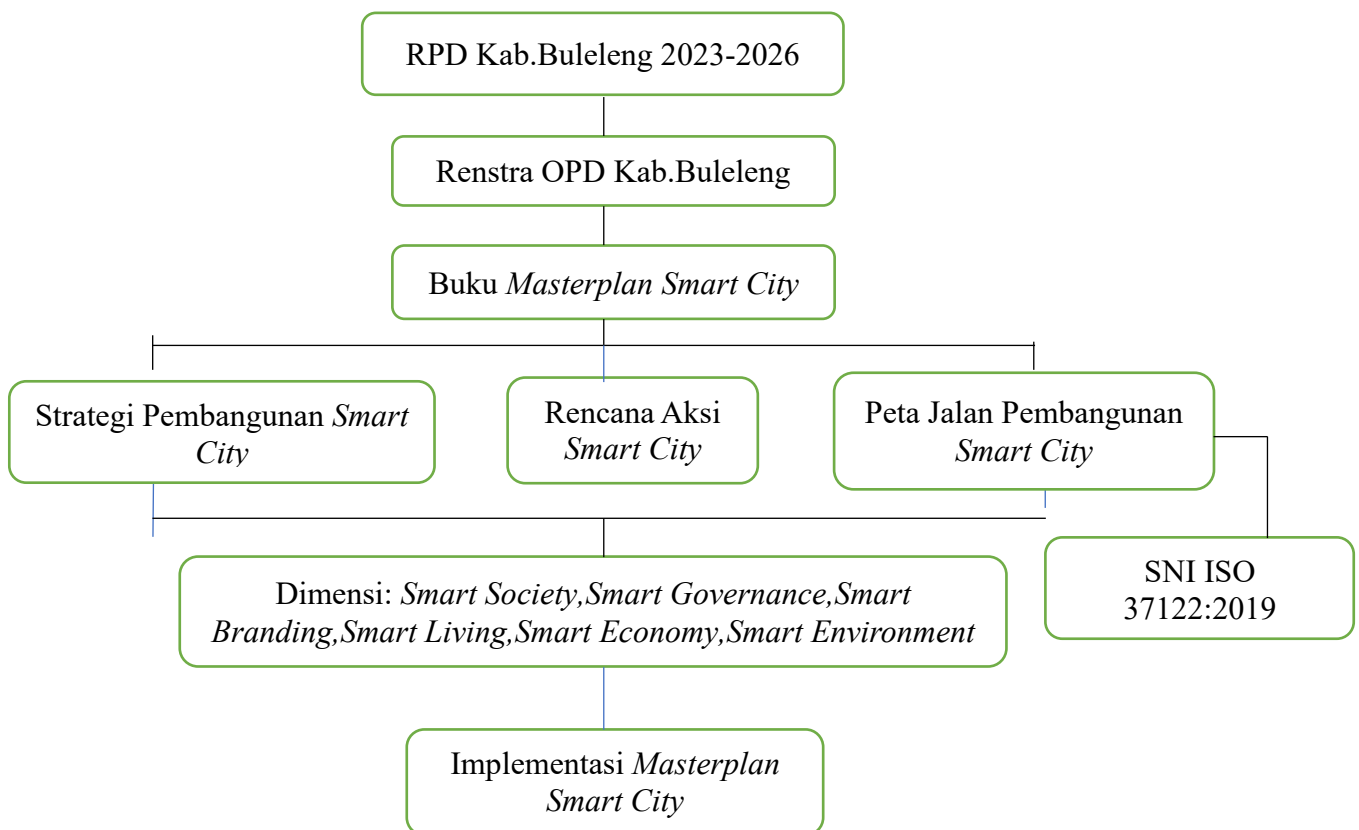 RPD Kab.Buleleng 2023-2026
Renstra OPD Kab.Buleleng
Buku Masterplan Smart City
Strategi Pembangunan Smart
City
Rencana Aksi
Smart City
Peta Jalan Pembangunan
Smart City
SNI ISO
37122:2019
Dimensi: Smart Society,Smart Governance,Smart
Branding,Smart Living,Smart Economy,Smart Environment
Implementasi Masterplan
Smart City